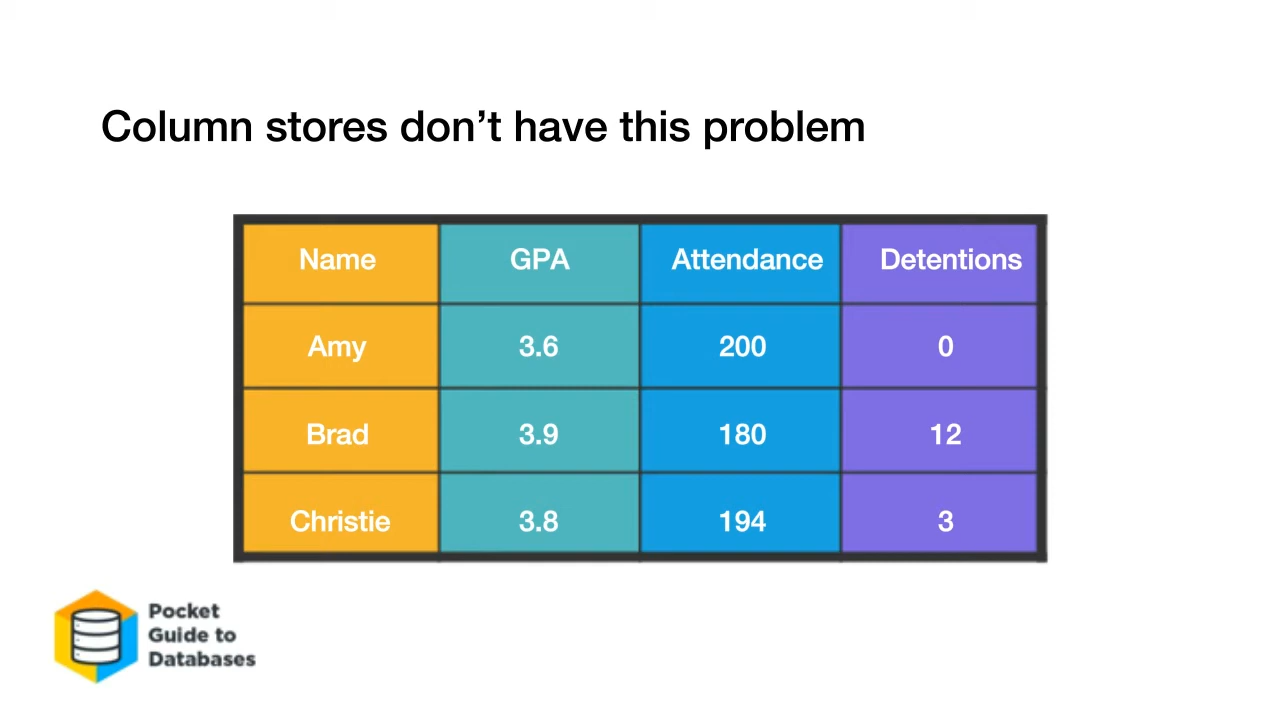 Column stores don’t have this problem
Name GPA Attendance Detentions
Amy 3.6 200 0
Brad 3.9 180 12
Christie 3.8 194 3
Pocket
Guide to
Databases